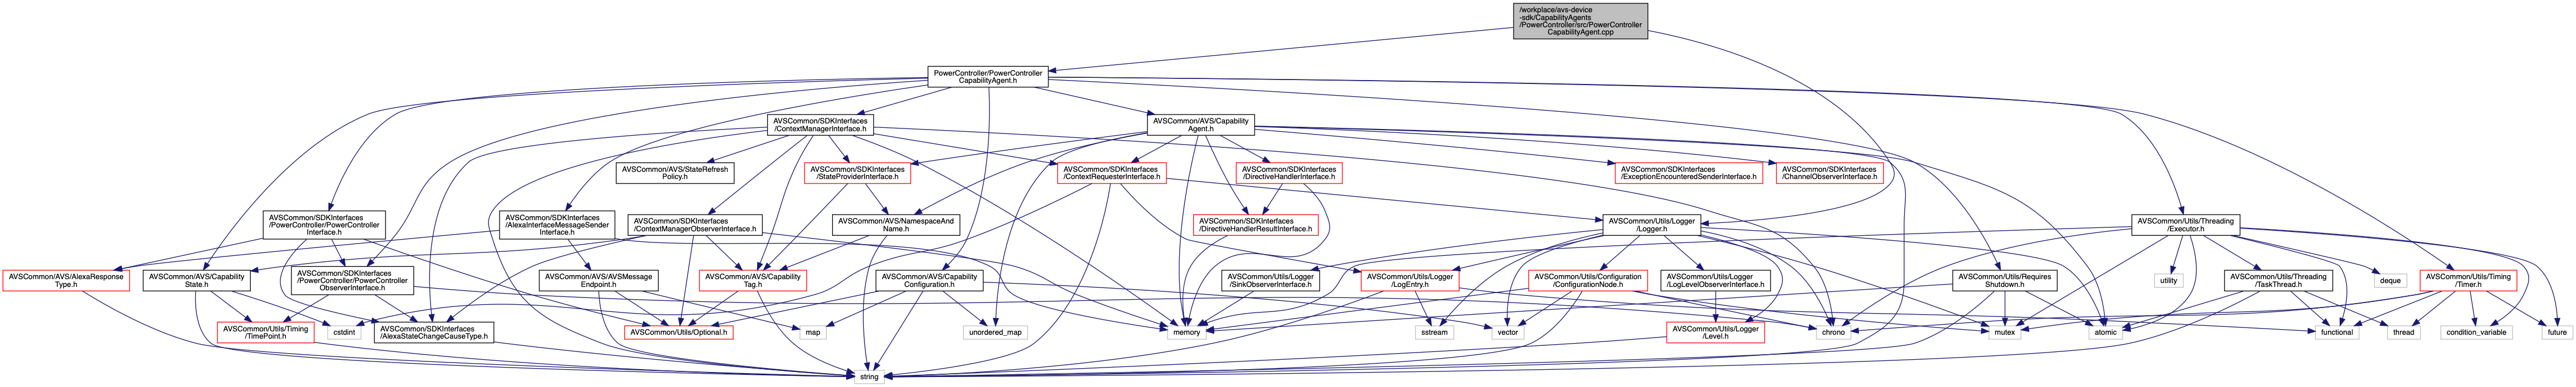 /workplace/avs-device
-sdk/CapabilityAgents
/PowerController/src/PowerController
CapabilityAgent.cpp
PowerController/PowerController
CapabilityAgent.h
AVSCommon/SDKInterfaces
/ContextManagerInterface.h
AVSCommon/AVS/Capability
Agent.h
AVSCommon/AVS/StateRefresh
Policy.h
AVSCommon/SDKInterfaces
/StateProviderInterface.h
AVSCommon/SDKInterfaces
/ContextRequesterInterface.h
AVSCommon/SDKInterfaces
/DirectiveHandlerInterface.h
AVSCommon/SDKInterfaces
/ExceptionEncounteredSenderInterface.h
AVSCommon/SDKInterfaces
/ChannelObserverInterface.h
AVSCommon/SDKInterfaces
/PowerController/PowerController
Interface.h
AVSCommon/SDKInterfaces
/AlexaInterfaceMessageSender
Interface.h
AVSCommon/SDKInterfaces
/ContextManagerObserverInterface.h
AVSCommon/AVS/NamespaceAnd
Name.h
AVSCommon/SDKInterfaces
/DirectiveHandlerResultInterface.h
AVSCommon/Utils/Logger
/Logger.h
AVSCommon/Utils/Threading
/Executor.h
AVSCommon/AVS/AlexaResponse
Type.h
AVSCommon/AVS/Capability
State.h
AVSCommon/SDKInterfaces
/PowerController/PowerController
ObserverInterface.h
AVSCommon/AVS/AVSMessage
Endpoint.h
AVSCommon/AVS/Capability
Tag.h
AVSCommon/AVS/Capability
Configuration.h
AVSCommon/Utils/Logger
/SinkObserverInterface.h
AVSCommon/Utils/Logger
/LogEntry.h
AVSCommon/Utils/Configuration
/ConfigurationNode.h
AVSCommon/Utils/Logger
/LogLevelObserverInterface.h
AVSCommon/Utils/Requires
Shutdown.h
utility
AVSCommon/Utils/Threading
/TaskThread.h
deque
AVSCommon/Utils/Timing
/Timer.h
AVSCommon/Utils/Timing
/TimePoint.h
cstdint
AVSCommon/SDKInterfaces
/AlexaStateChangeCauseType.h
AVSCommon/Utils/Optional.h
map
unordered_map
memory
sstream
vector
AVSCommon/Utils/Logger
/Level.h
chrono
mutex
atomic
functional
thread
condition_variable
future
string